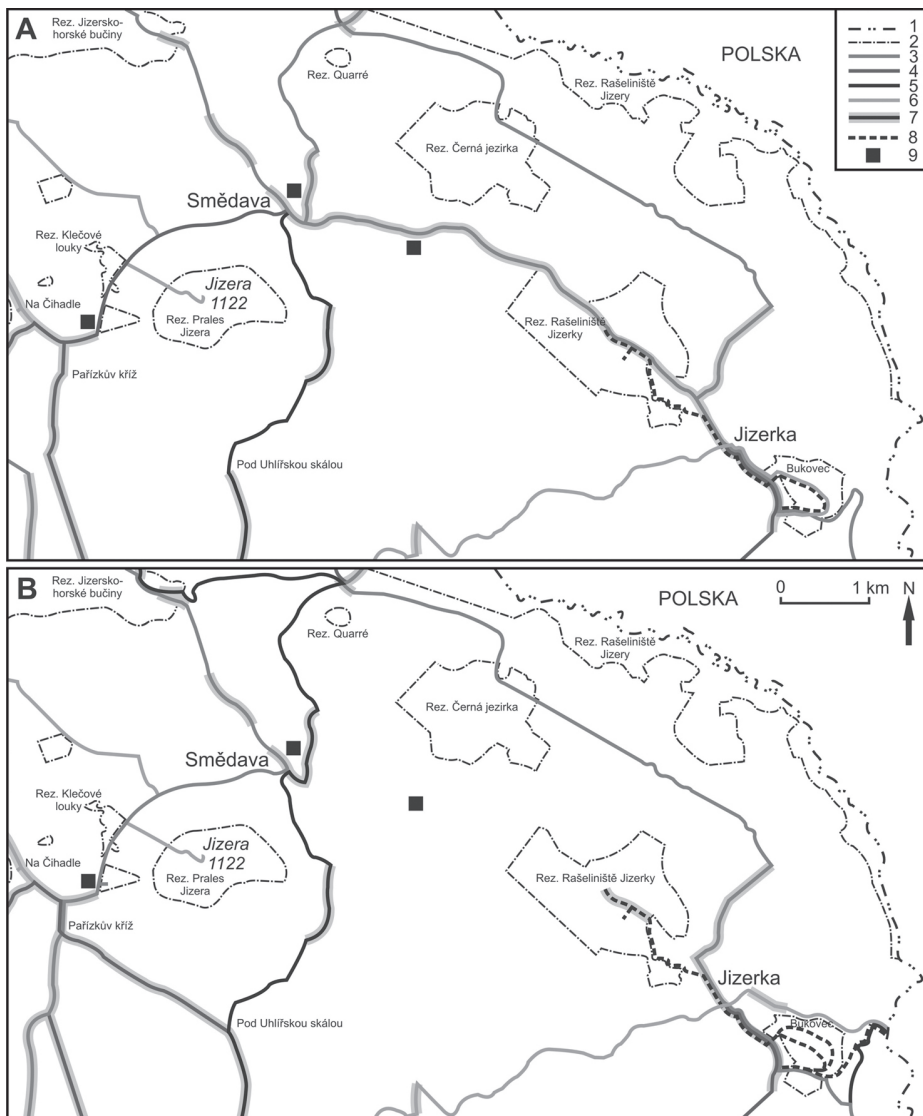 A
Rez. Jizersko-
horské bučiny
Rez. Quarré
POLSKA
Rez. Rašeliniště
Jizery
Rez. Černá jezirka
Smědava
Rez. Klečové
louky
Jizera
1122
Na Čihadle
Rez. Prales
Jizera
Rez. Rašeliniště
Jizerky
Pařízkův kříž
Jizerka
Pod Uhlířskou skálou
Bukovec
1
2
3
4
5
6
7
8
9
B
Rez. Jizersko-
horské bučiny
Rez. Quarré
POLSKA
0 1 km
N
Rez. Rašeliniště
Jizery
Rez. Černá jezirka
Smědava
Rez. Klečové
louky
Jizera
1122
Na Čihadle
Rez. Prales
Jizera
Rez. Rašeliniště Jizerky
Pařízkův kříž
Jizerka
Pod Uhlířskou skálou
Bukovec